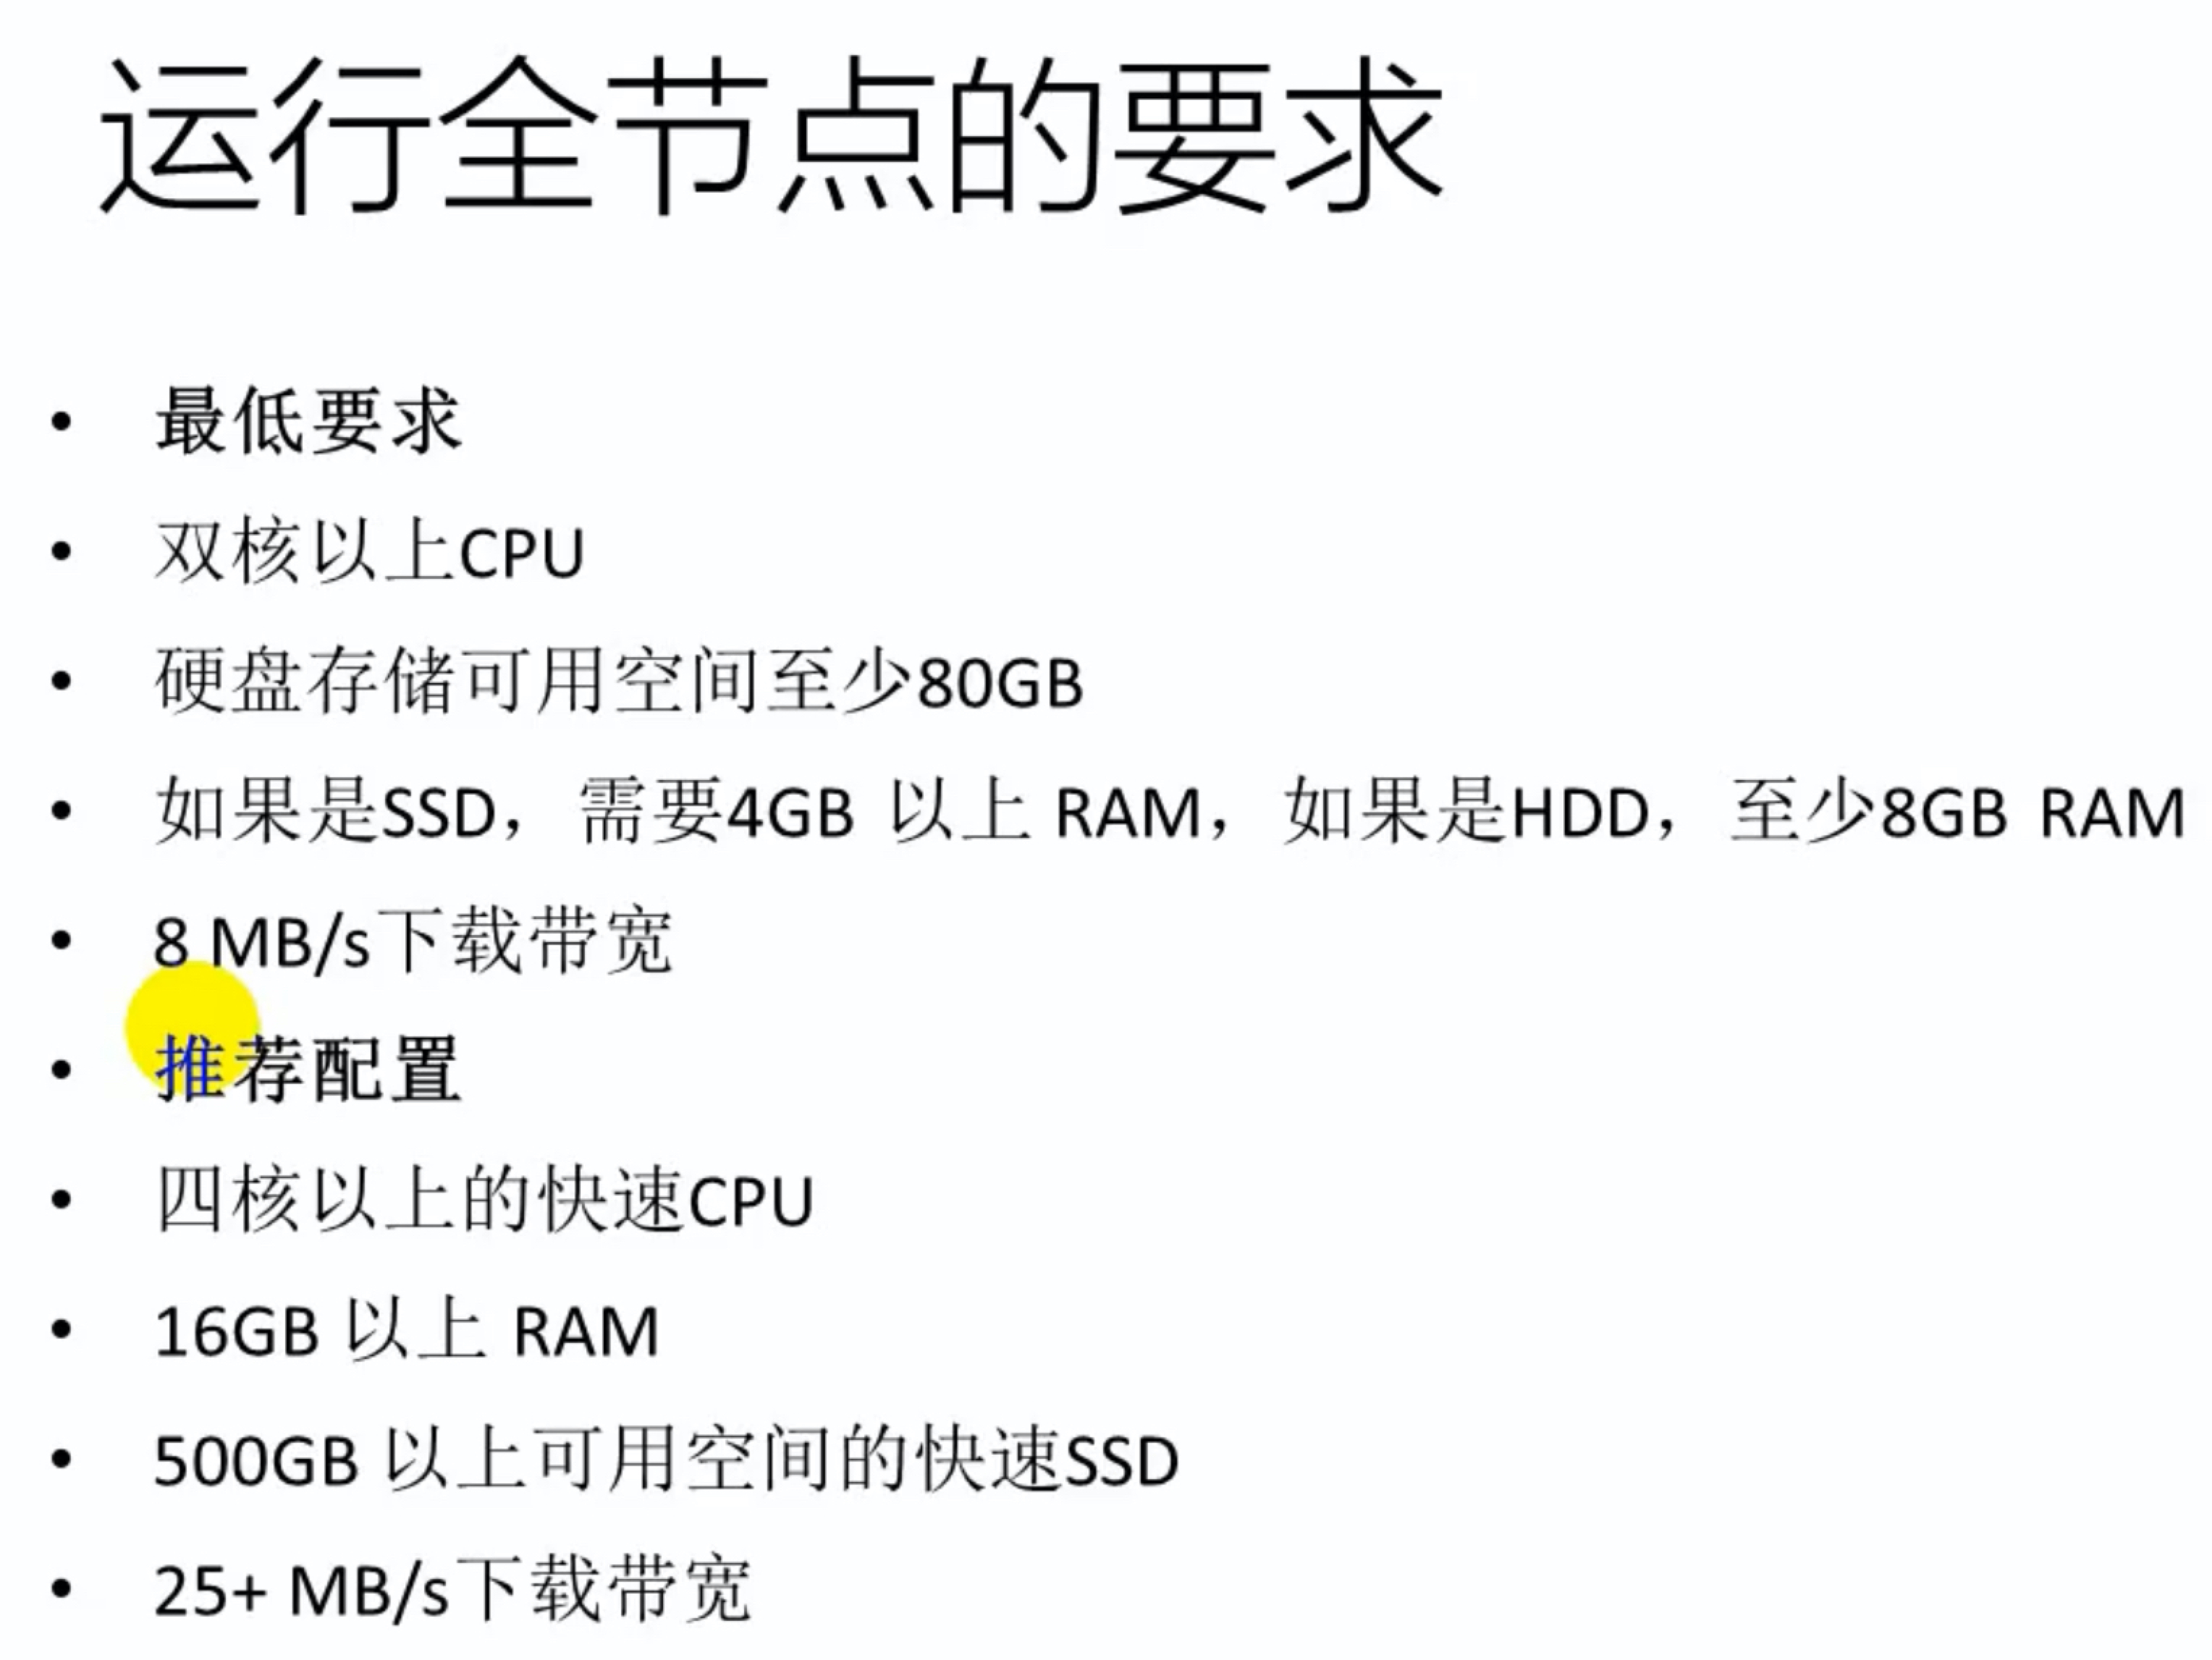 运行全节点的要求
• 最低要求
• 双核以上CPU
• 硬盘存储可用空间至少80GB
• 如果是SSD，需要4GB 以上 RAM，如果是HDD，至少8GB RAM
• 8 MB/s下载带宽
• 推荐配置
• 四核以上的快速CPU
• 16GB 以上 RAM
• 500GB 以上可用空间的快速SSD
• 25+ MB/s下载带宽